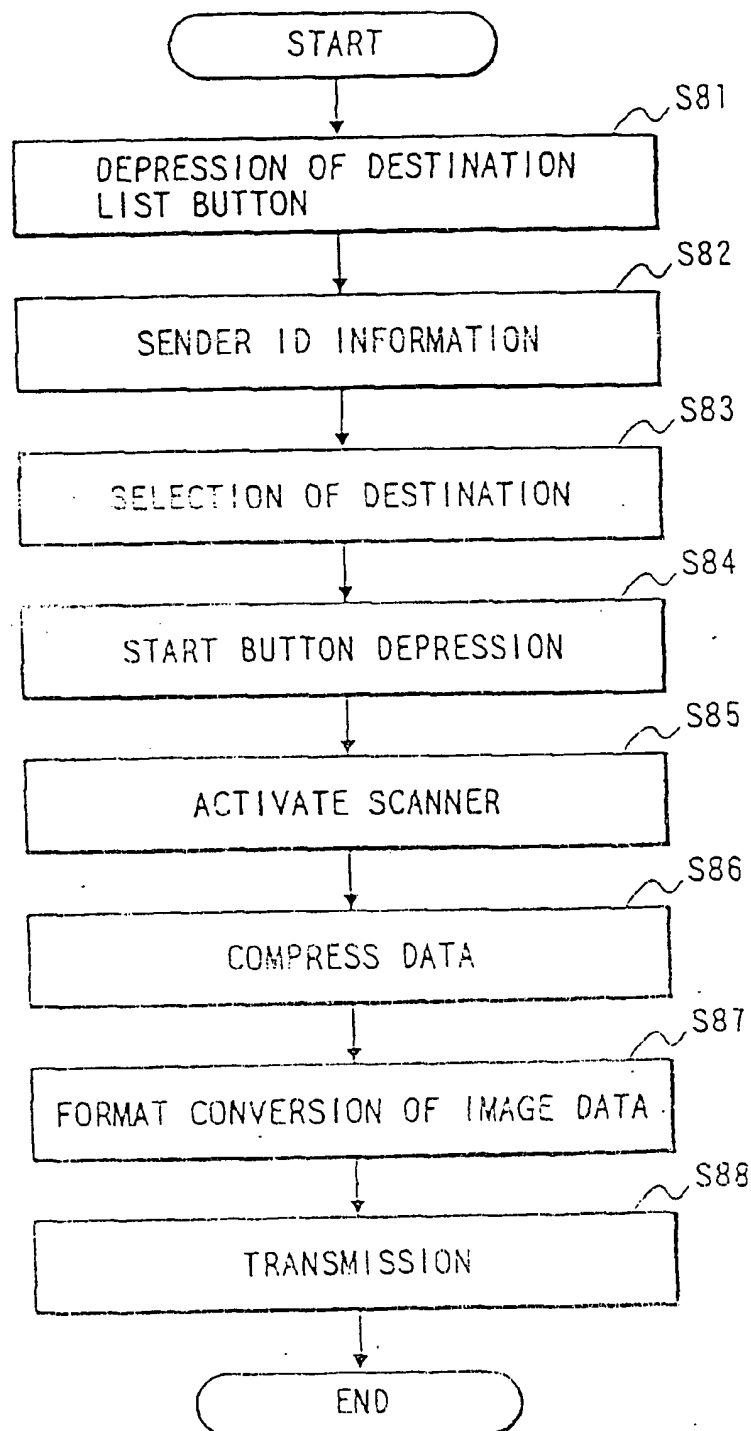 START
S81
DEPRESSION OF DESTINATION
LIST BUTTON
S82
SENDER ID INFORMATION
S83
SELECTION OF DESTINATION
S84
START BUTTON DEPRESSION
S85
ACTIVATE SCANNER
S86
COMPRESS DATA
S87
FORMAT CONVERSION OF IMAGE DATA
S88
TRANSMISSION
END